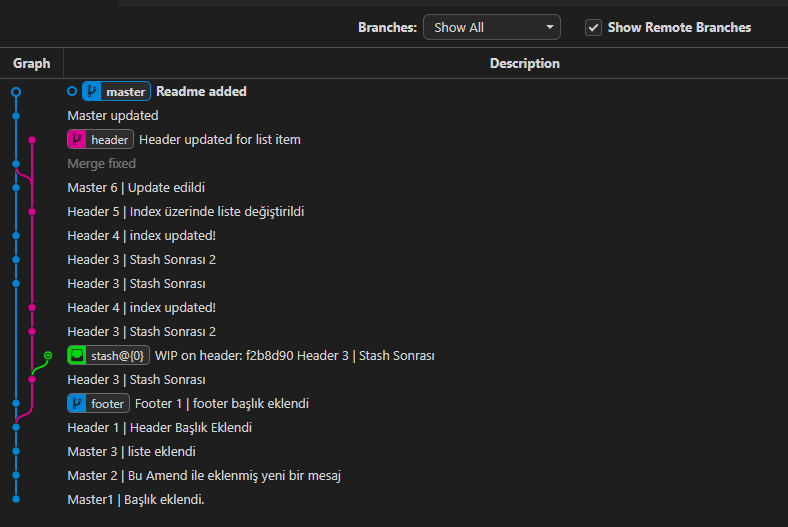 Branches: Show All Show Remote Branches
Graph Description
master Readme added
Master updated
header Header updated for list item
Merge fixed
Master 6 | Update edildi
Header 5 | Index üzerinde liste değiştirildi
Header 4 | index updated!
Header 3 | Stash Sonrası 2
Header 3 | Stash Sonrası
Header 4 | index updated!
Header 3 | Stash Sonrası 2
stash@{0} WIP on header: f2b8d90 Header 3 | Stash Sonrası
Header 3 | Stash Sonrası
footer Footer 1 | footer başlık eklendi
Header 1 | Header Başlık Eklendi
Master 3 | liste eklendi
Master 2 | Bu Amend ile eklenmiş yeni bir mesaj
Master1 | Başlık eklendi.